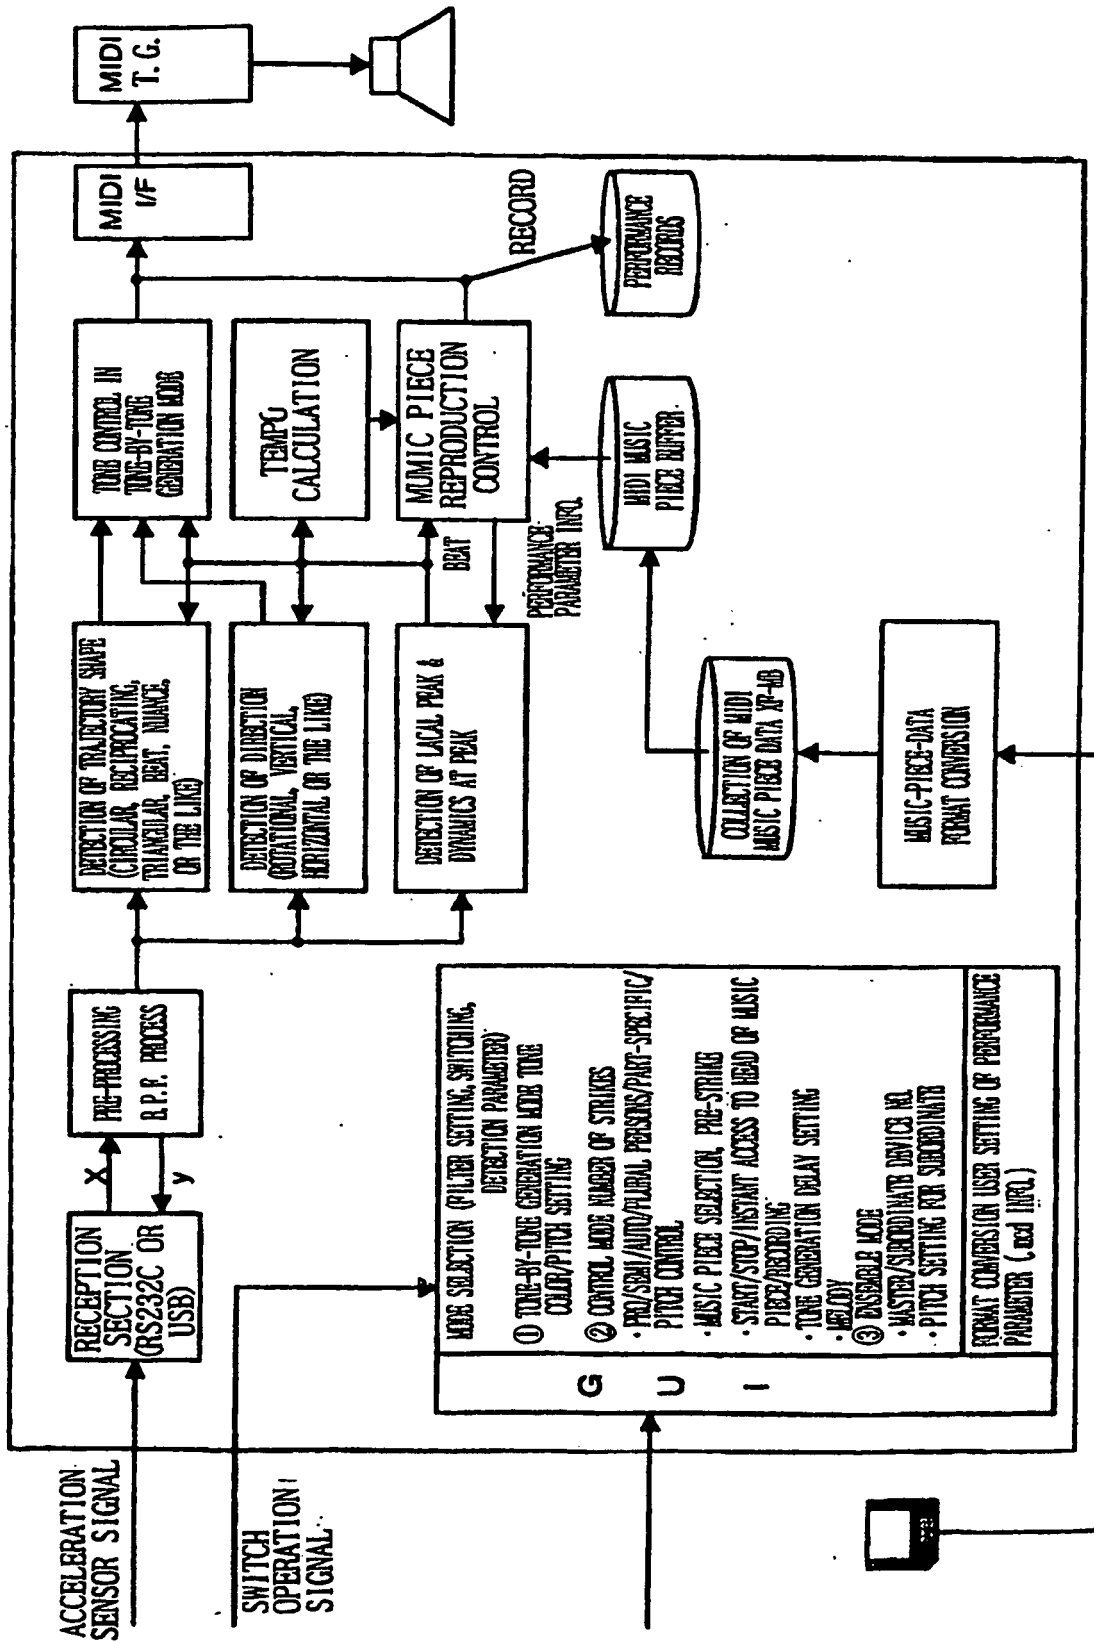 ACCELERATION
SENSOR SIGNAL
SWITCH
OPERATION
SIGNAL
RECEPTION
SECTION
(RS232C OR
USB)
X
y
PRE-PROCESSING
B.P.F. PROCESS
DETECTION OF TRAJECTORY SHAPE
(CIRCULAR, RECIPROCATING,
TRIANGULAR, BEAT, NUANCE,
OR THE LIKE)
DETECTION OF DIRECTION
(ROTATIONAL, VERTICAL,
HORIZONTAL OR THE LIKE)
DETECTION OF LACAL PEAK &
DYNAMICS AT PEAK
TONE CONTROL IN
TONE-BY-TONE
GENERATION MODE
TEMPG
CALCULATION
MUMIC PIECE
REPRODUCTION
CONTROL
BEAT
PERFORMANCE
PARAMETER INFO.
MIDI
I/F
MIDI
T. G.
RECORD
PERFORMANCE
RECORDS
MIDI MUSIC
PIECE BUFFER
COLLECTION OF MIDI
MUSIC PIECE DATA XF-MB
MUSIC-PIECE-DATA
FORMAT CONVERSION
G U I
MODE SELECTION (FILTER SETTING, SWITCHING,
DETECTION PARAMETER)
① TONE-BY-TONE GENERATION MODE TONE
COLOR/PITCH SETTING
② CONTROL MODE NUMBER OF STRIKES
・PRO/SEMI/AUTO/PLURAL PERSONS/PART-SPECIFIC/
PITCH CONTROL
・MUSIC PIECE SELECTION, PRE-STRIKE
・START/STOP/INSTANT ACCESS TO HEAD OF MUSIC
PIECE/RECORDING
・TONE GENERATION DELAY SETTING
・MELODY
③ ENSEMBLE MODE
・MASTER/SUBORDINATE DEVICE NO.
・PITCH SETTING FOR SUBORDINATE
FORMAT CONVERSION USER SETTING OF PERFORMANCE
PARAMETER (.mcd INFO.)